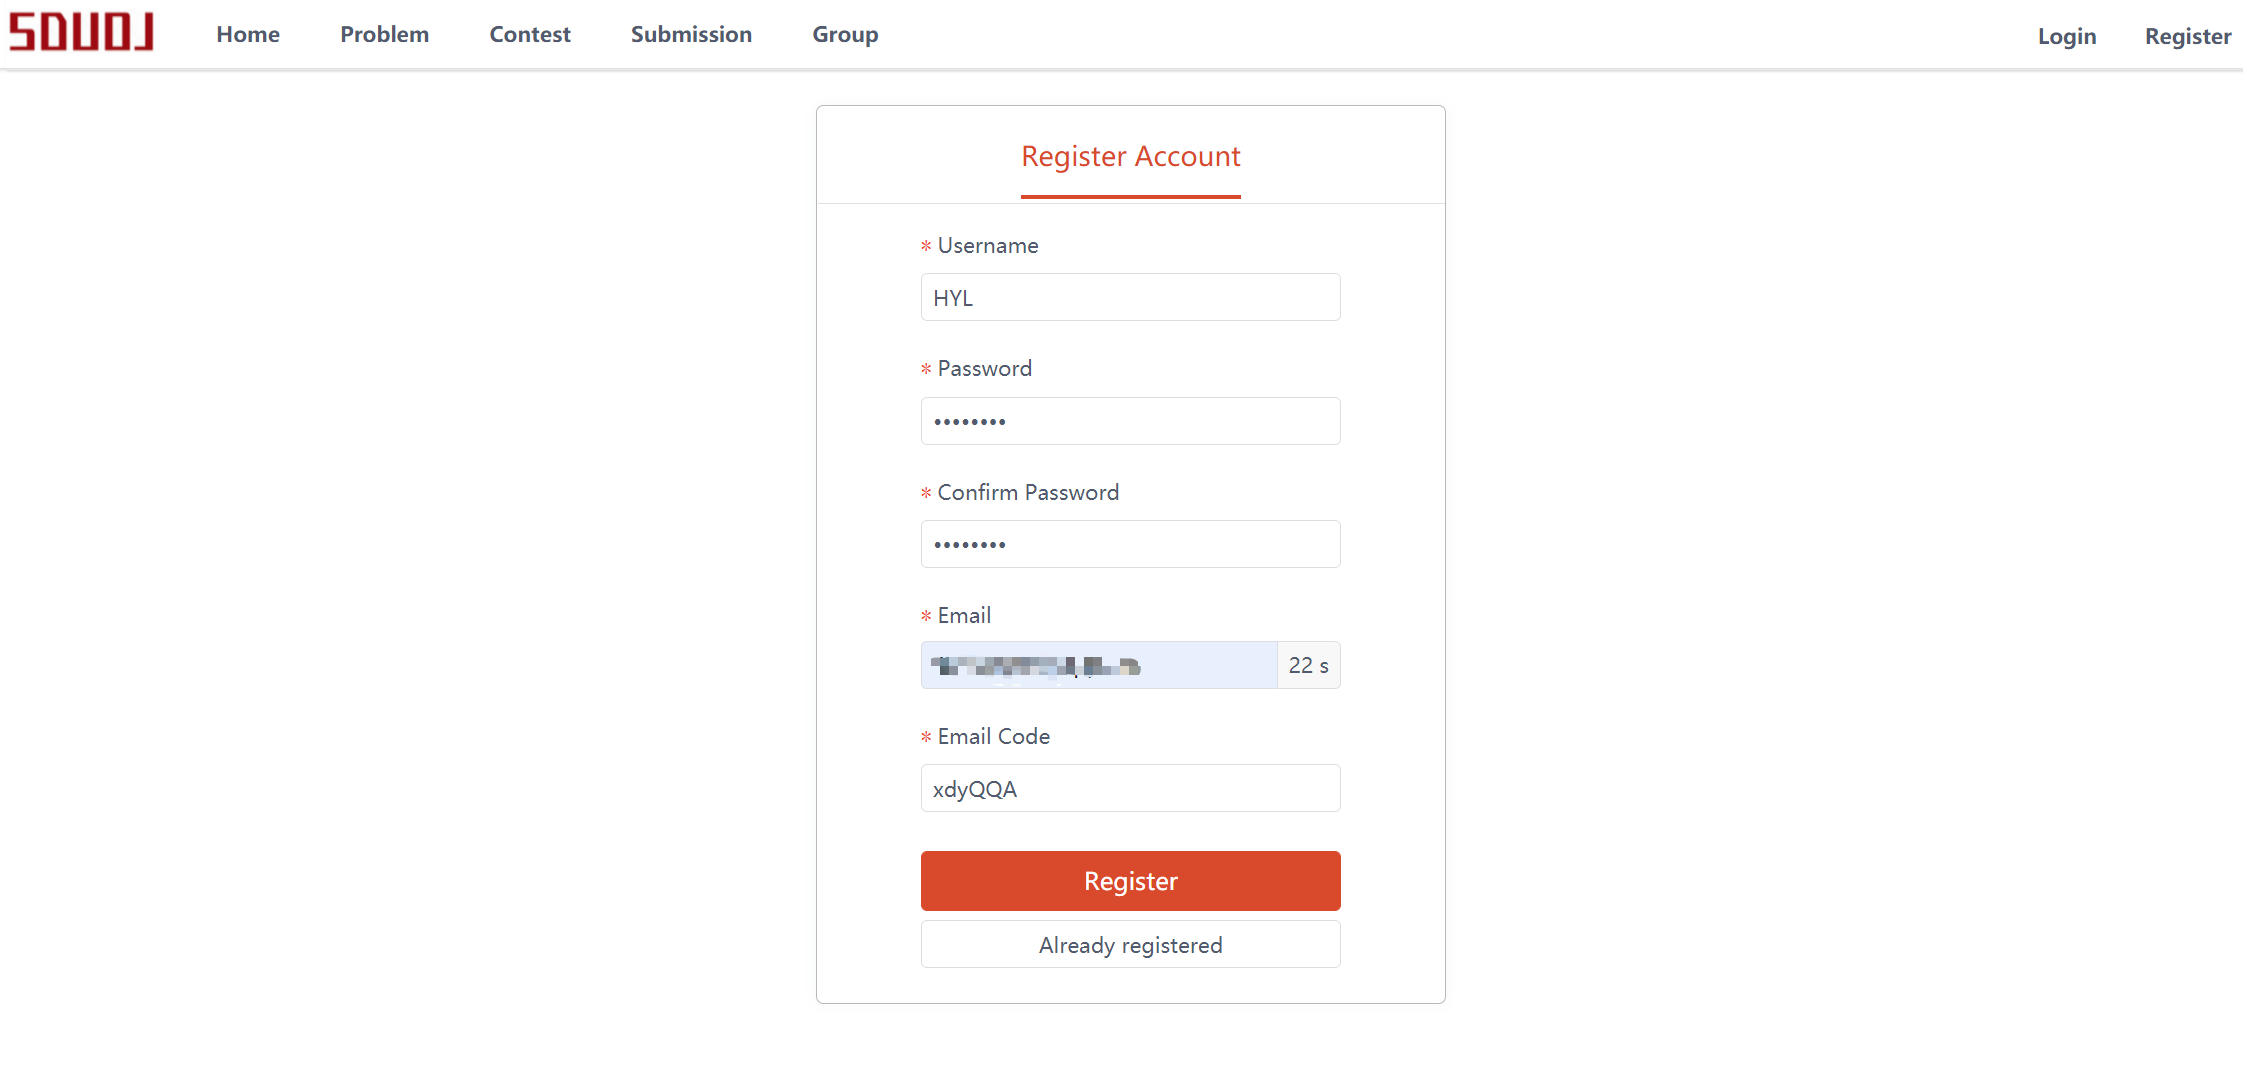 SDUOJ
Home Problem Contest Submission Group Login Register
Register Account
* Username
HYL
* Password
••••••••
* Confirm Password
••••••••
* Email
22 s
* Email Code
xdyQQA
Register
Already registered